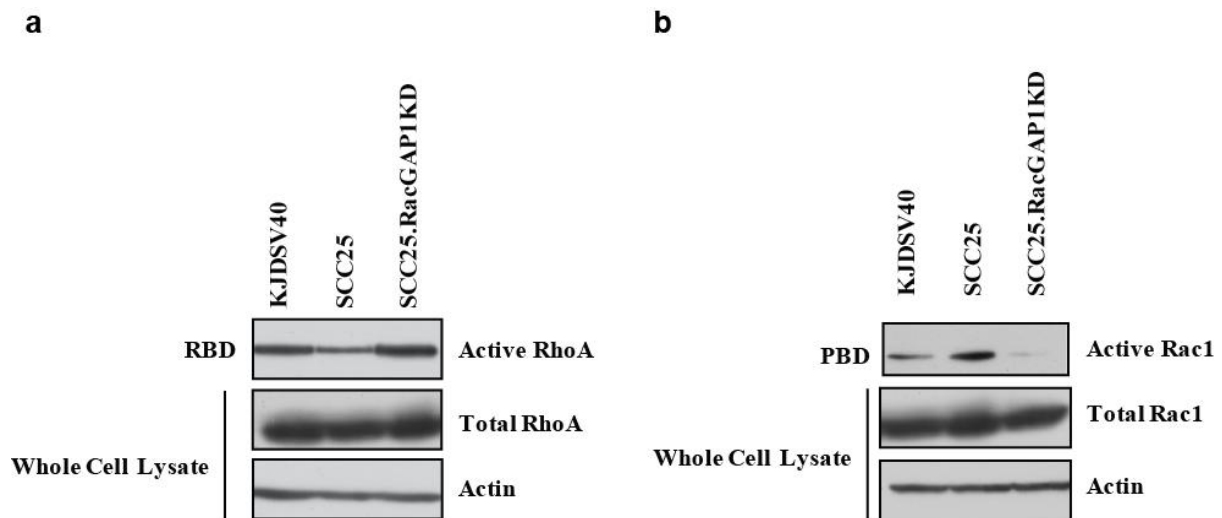 a
KJDSV40
SCC25
SCC25.RacGAP1KD
RBD
Active RhoA
Total RhoA
Whole Cell Lysate
Actin
b
KJDSV40
SCC25
SCC25.RacGAP1KD
PBD
Active Rac1
Total Rac1
Whole Cell Lysate
Actin